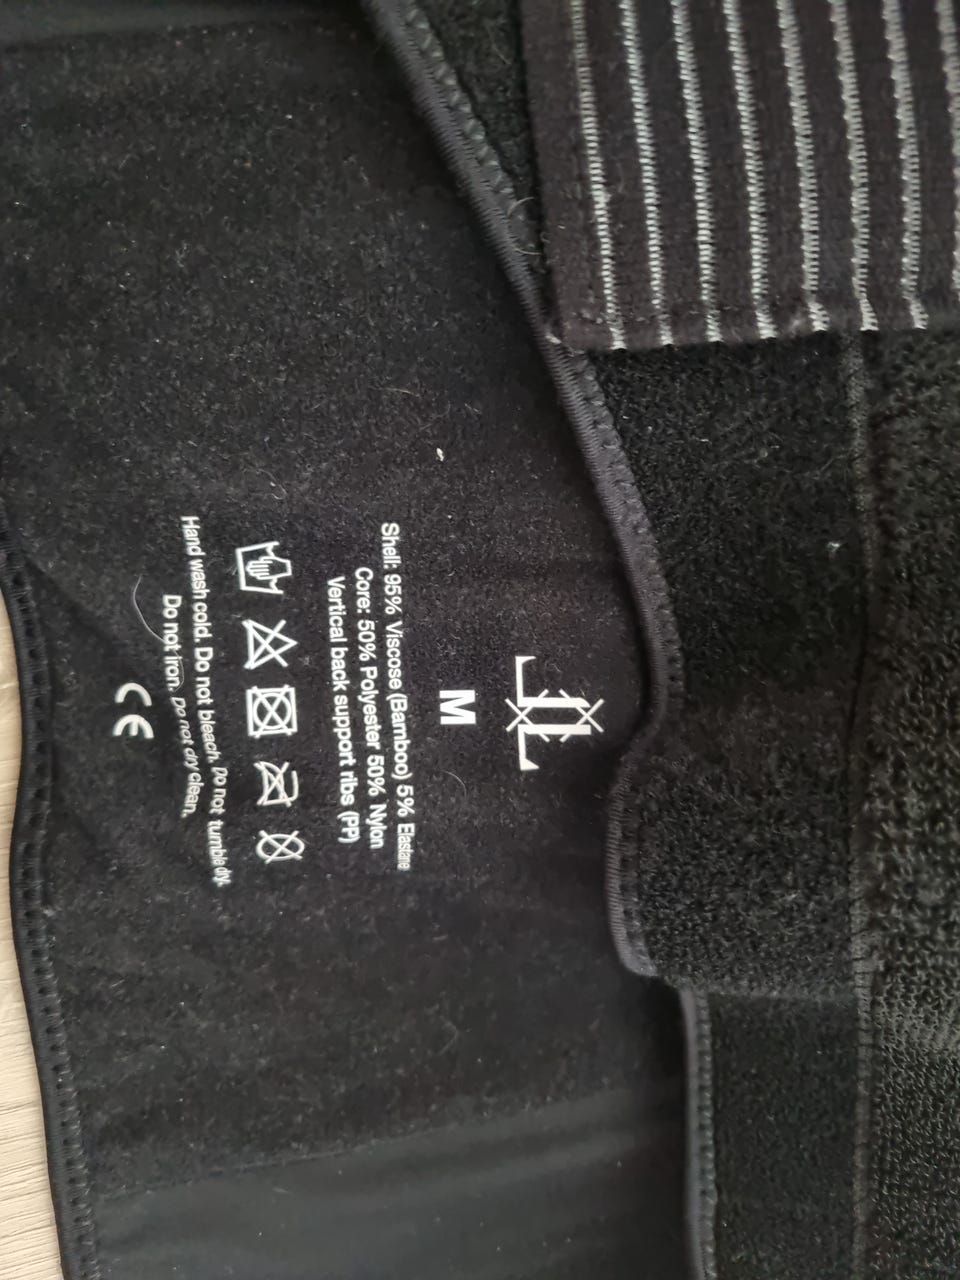 M
Shell: 95% Viscose (Bamboo) 5% Elastane
Core: 50% Polyester 50% Nylon
Vertical back support ribs (PP)
Hand wash cold. Do not bleach. Do not tumble dry.
Do not iron. Do not dry clean.
CE